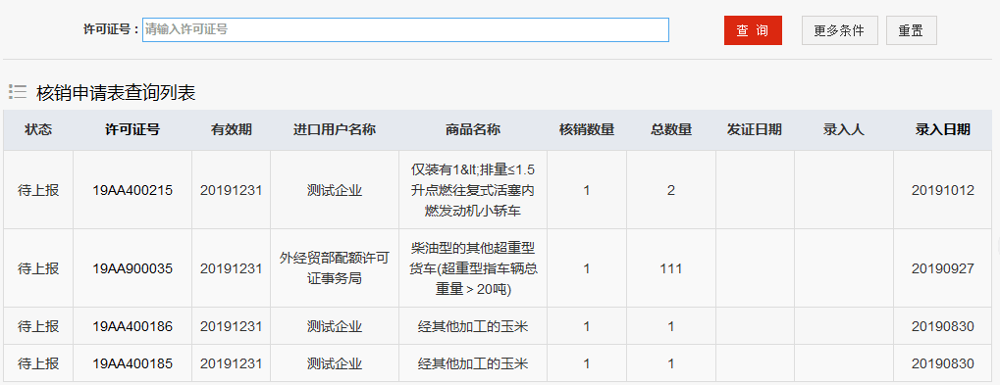 许可证号：请输入许可证号 查 询 更多条件 重置
核销申请表查询列表
状态 许可证号 有效期 进口用户名称 商品名称 核销数量 总数量 发证日期 录入人 录入日期
待上报 19AA400215 20191231 测试企业 仅装有1&lt;排量≤1.5
升点燃往复式活塞内
燃发动机小轿车 1 2 20191012
待上报 19AA900035 20191231 外经贸部配额许可
证事务局 柴油型的其他超重型
货车(超重型指车辆总
重量＞20吨) 1 111 20190927
待上报 19AA400186 20191231 测试企业 经其他加工的玉米 1 1 20190830
待上报 19AA400185 20191231 测试企业 经其他加工的玉米 1 1 20190830